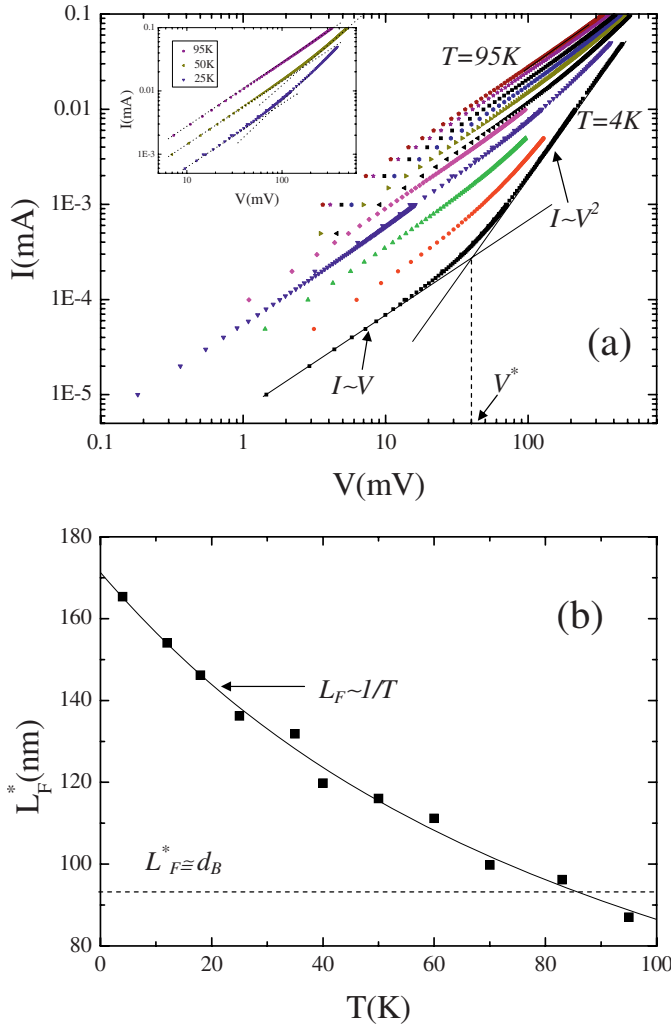 0.1
0.01
1E-3
1E-4
1E-5
I(mA)
0.1
0.01
1E-3
I(mA)
95K
50K
25K
10
100
V(mV)
T=95K
T=4K
I~V²
I~V
V*
(a)
0.1
1
10
100
V(mV)
180
160
140
120
100
80
L*F(nm)
(b)
LF~1/T
L*F≅dB
0
20
40
60
80
100
T(K)